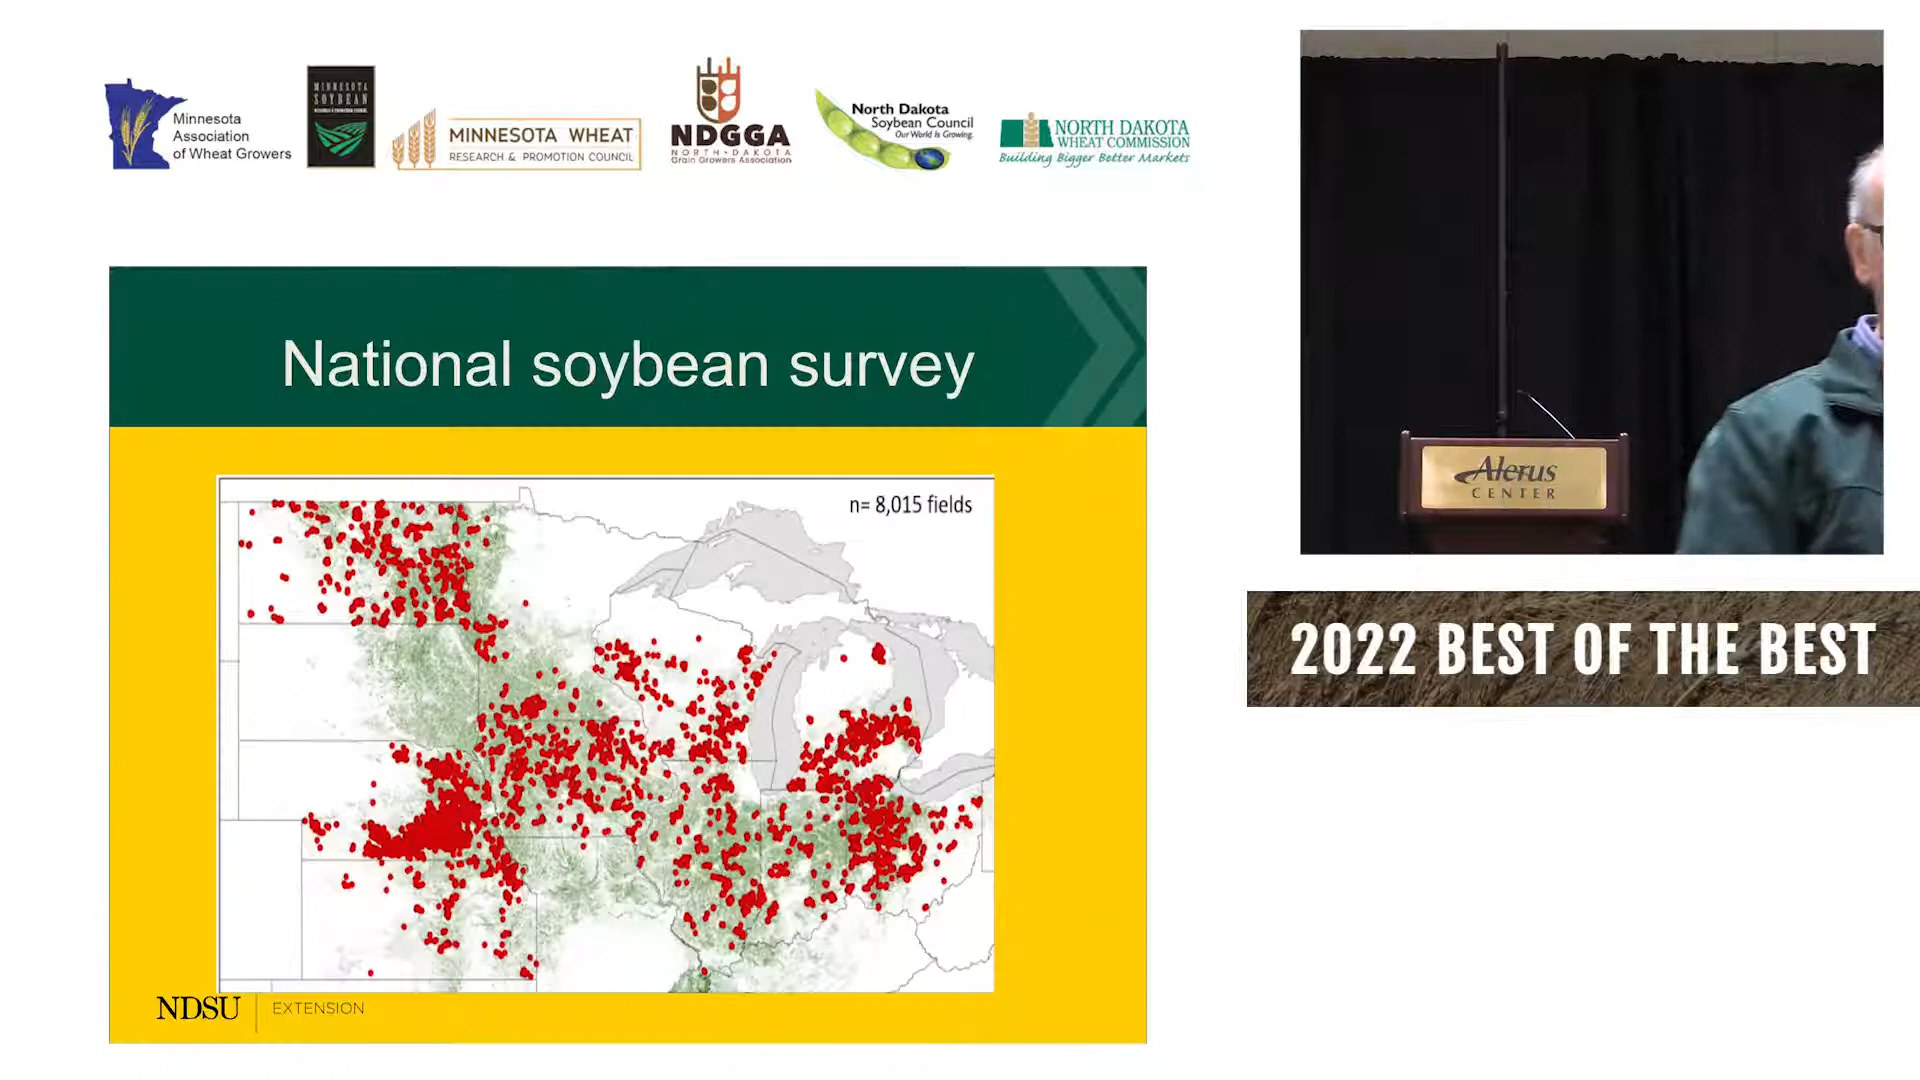 Minnesota
Association
of Wheat Growers
MINNESOTA
SOYBEAN
MINNESOTA WHEAT
RESEARCH & PROMOTION COUNCIL
NDGGA
NORTH • DAKOTA
Grain Growers Association
North Dakota
Soybean Council
Our World Is Growing.
NORTH DAKOTA
WHEAT COMMISSION
Building Bigger Better Markets
National soybean survey
n= 8,015 fields
NDSU
EXTENSION
Alerus
CENTER
2022 BEST OF THE BEST